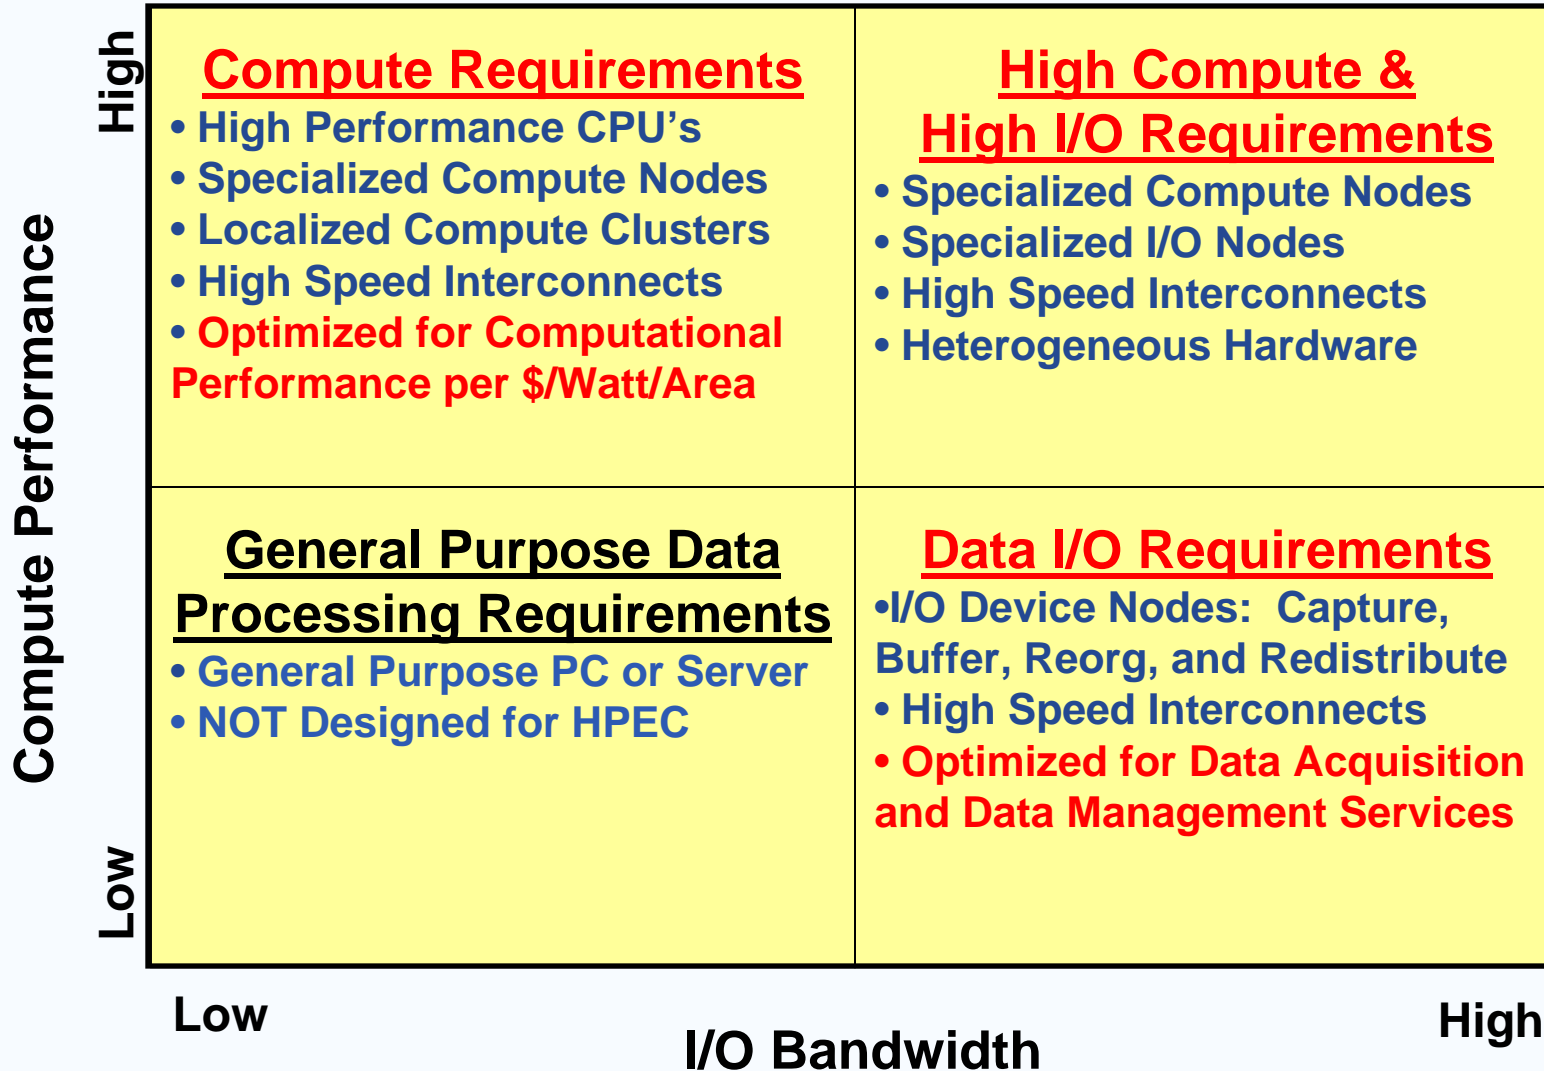 High
Compute Performance
Low
Compute Requirements
• High Performance CPU’s
• Specialized Compute Nodes
• Localized Compute Clusters
• High Speed Interconnects
• Optimized for Computational
Performance per $/Watt/Area
High Compute &
High I/O Requirements
• Specialized Compute Nodes
• Specialized I/O Nodes
• High Speed Interconnects
• Heterogeneous Hardware
General Purpose Data
Processing Requirements
• General Purpose PC or Server
• NOT Designed for HPEC
Data I/O Requirements
•I/O Device Nodes: Capture,
Buffer, Reorg, and Redistribute
• High Speed Interconnects
• Optimized for Data Acquisition
and Data Management Services
Low
I/O Bandwidth
High